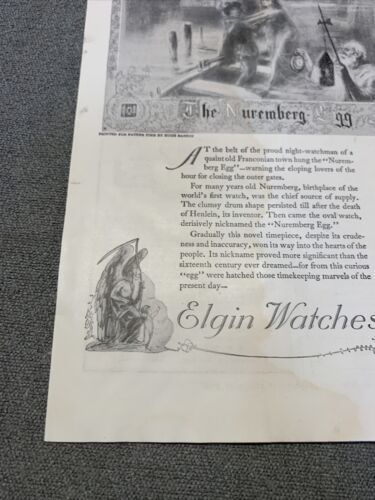 The Nuremberg Egg
PAINTED FOR FATHER TIME BY HUGH RANKIN
AT the belt of the proud night-watchman of a
quaint old Franconian town hung the "Nurem-
berg Egg"—warning the eloping lovers of the
hour for closing the outer gates.
For many years old Nuremberg, birthplace of the
world's first watch, was the chief source of supply.
The clumsy drum shape persisted till after the death
of Henlein, its inventor. Then came the oval watch,
derisively nicknamed the "Nuremberg Egg."
Gradually this novel timepiece, despite its crude-
ness and inaccuracy, won its way into the hearts of the
people. Its nickname proved more significant than the
sixteenth century ever dreamed—for from this curious
"egg" were hatched those timekeeping marvels of the
present day—
Elgin Watches